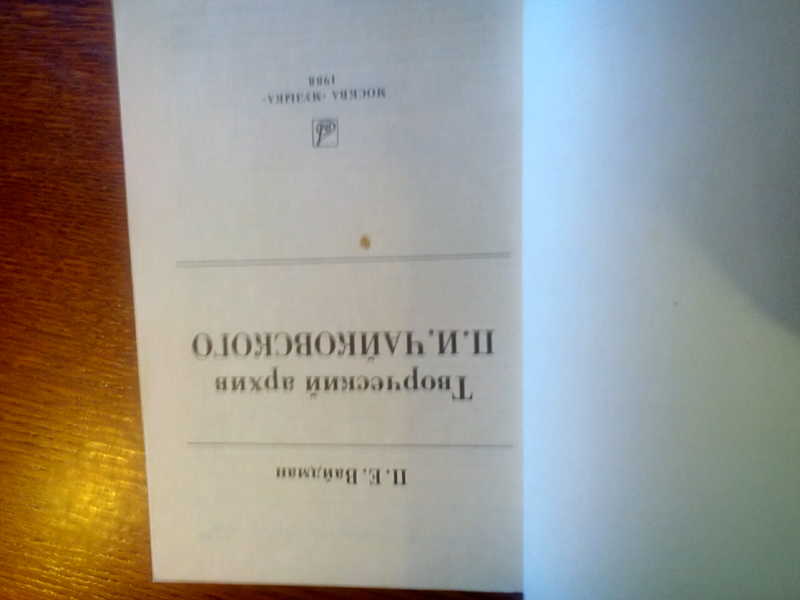 П. Е. Вайдман
Творческий архив
П.И.ЧАЙКОВСКОГО
МОСКВА «МУЗЫКА»
1988